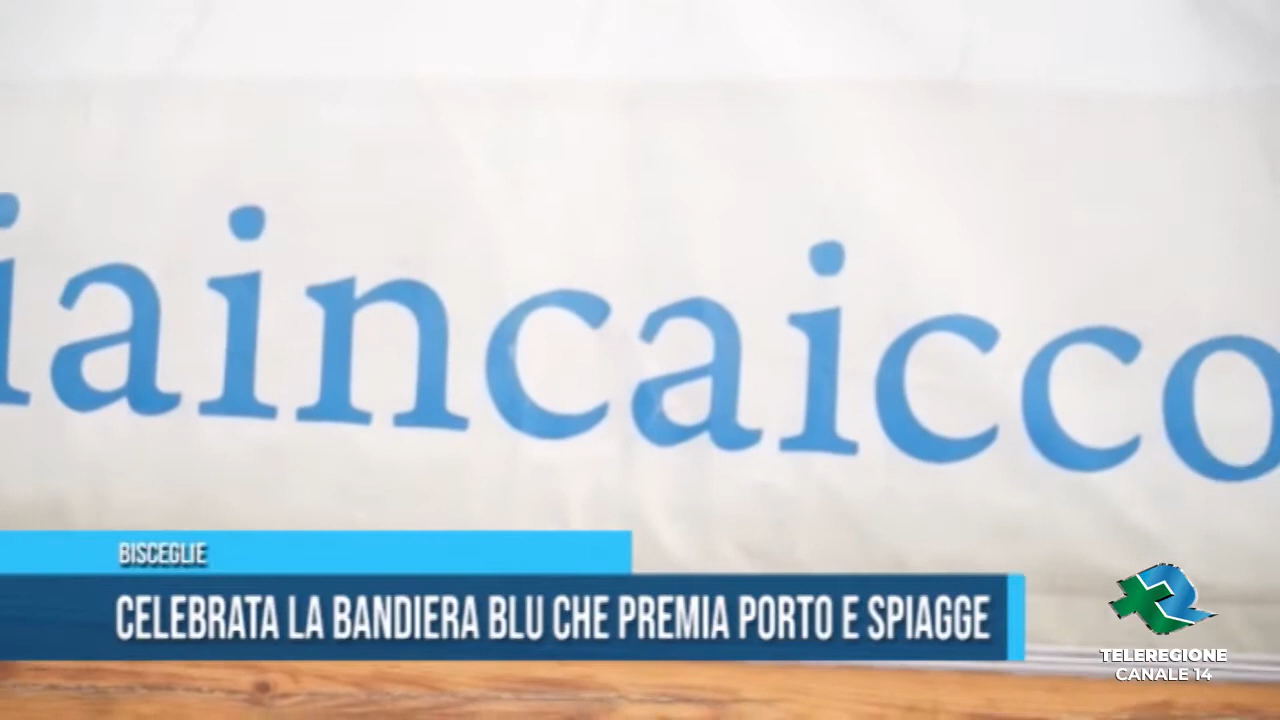 iaincaicco
BISCEGLIE
CELEBRATA LA BANDIERA BLU CHE PREMIA PORTO E SPIAGGE
TELEREGIONE
CANALE 14